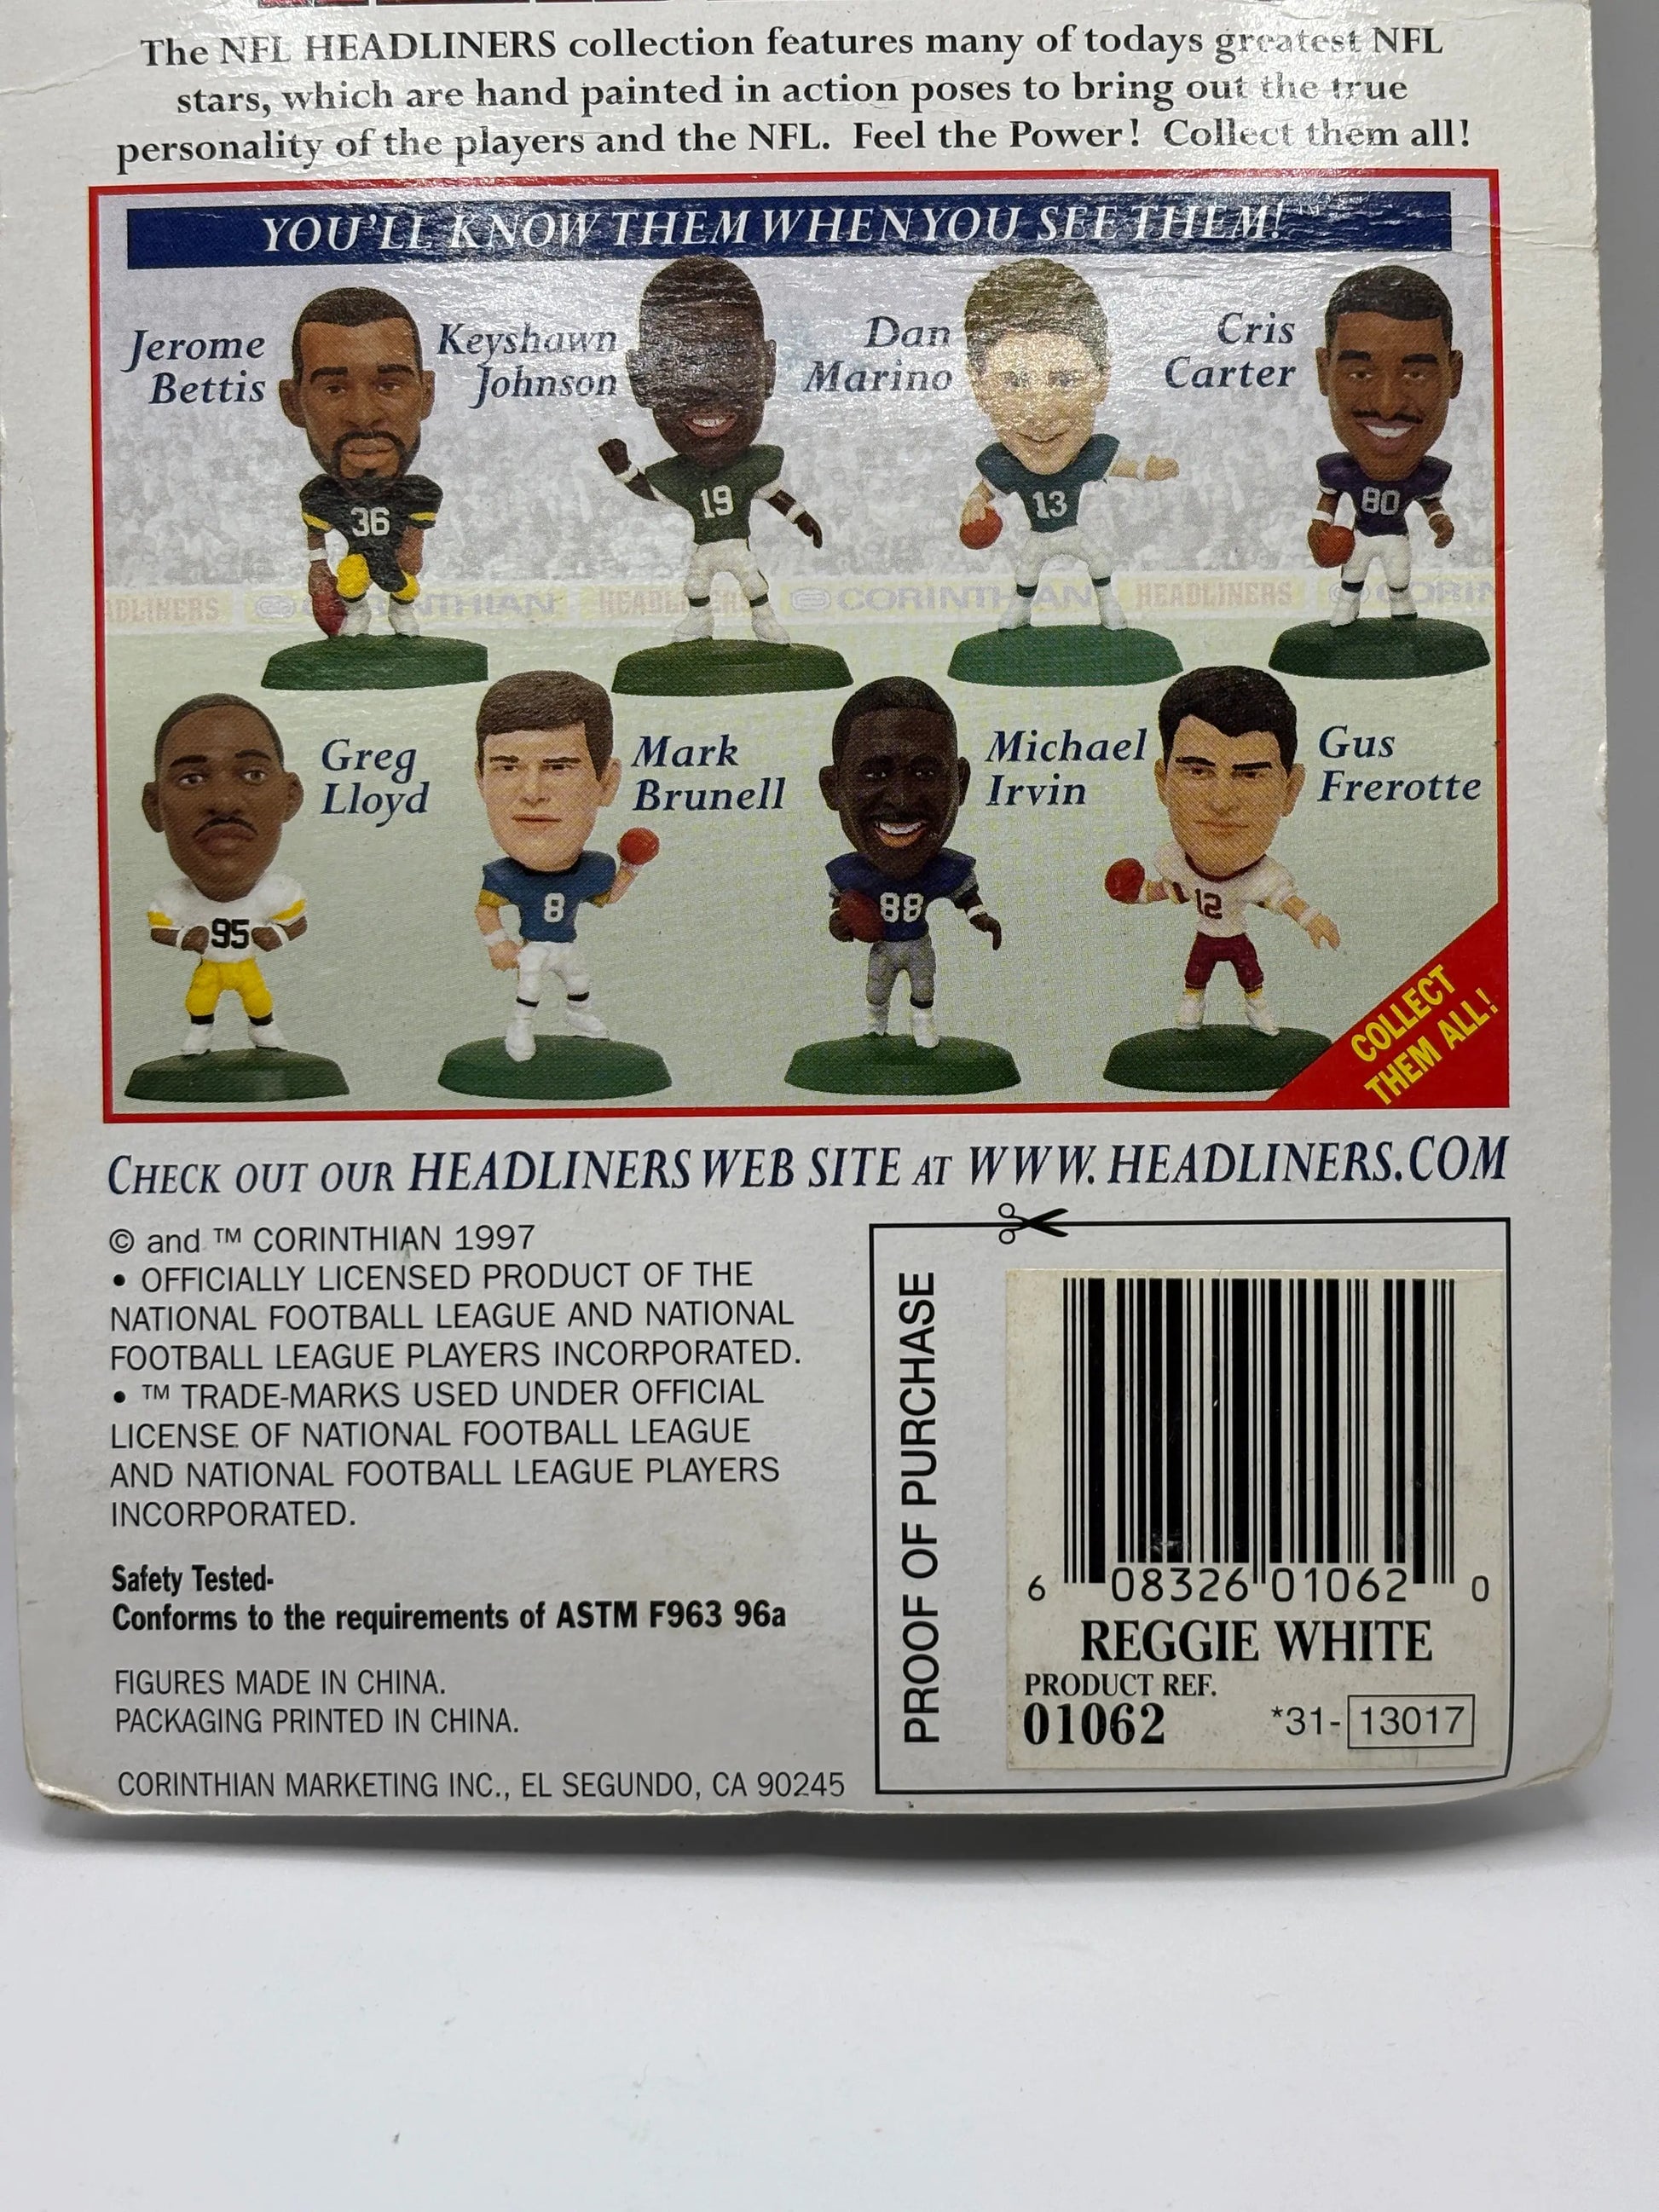 The NFL HEADLINERS collection features many of todays greatest NFL
stars, which are hand painted in action poses to bring out the true
personality of the players and the NFL. Feel the Power! Collect them all!
YOU'LL KNOW THEM WHEN YOU SEE THEM!™
Jerome
Bettis
Keyshawn
Johnson
Dan
Marino
Cris
Carter
36
19
13
80
ADLINERS CORINTHIAN HEADLINERS CORINTHIAN HEADLINERS CORIN
Greg
Lloyd
Mark
Brunell
Michael
Irvin
Gus
Frerotte
95
8
88
12
COLLECT
THEM ALL!
CHECK OUT OUR HEADLINERS WEB SITE AT WWW. HEADLINERS.COM
© and ™ CORINTHIAN 1997
• OFFICIALLY LICENSED PRODUCT OF THE
NATIONAL FOOTBALL LEAGUE AND NATIONAL
FOOTBALL LEAGUE PLAYERS INCORPORATED.
• ™ TRADE-MARKS USED UNDER OFFICIAL
LICENSE OF NATIONAL FOOTBALL LEAGUE
AND NATIONAL FOOTBALL LEAGUE PLAYERS
INCORPORATED.
Safety Tested-
Conforms to the requirements of ASTM F963 96a
FIGURES MADE IN CHINA.
PACKAGING PRINTED IN CHINA.
CORINTHIAN MARKETING INC., EL SEGUNDO, CA 90245
PROOF OF PURCHASE
6 08326 01062 0
REGGIE WHITE
PRODUCT REF.
01062 *31- 13017